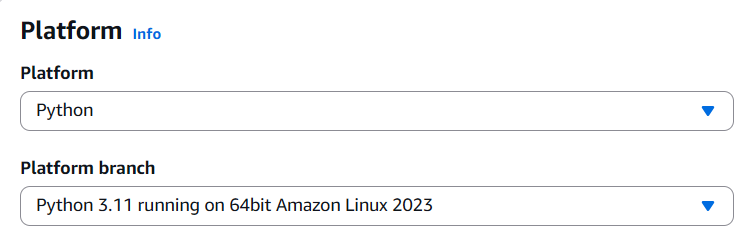 Platform Info
Platform
Python
Platform branch
Python 3.11 running on 64bit Amazon Linux 2023